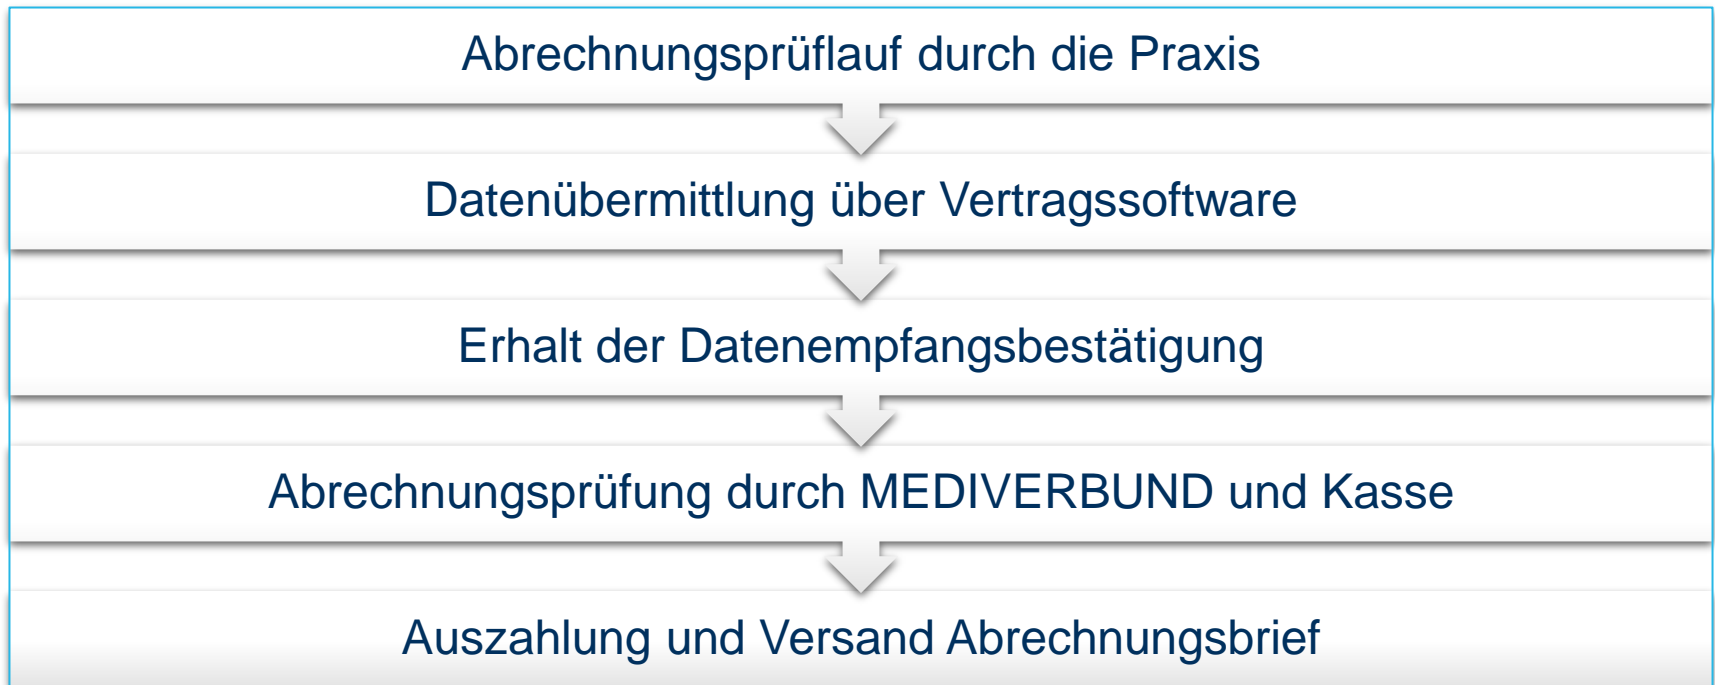 Abrechnungsprüflauf durch die Praxis
Datenübermittlung über Vertragssoftware
Erhalt der Datenempfangsbestätigung
Abrechnungsprüfung durch MEDIVERBUND und Kasse
Auszahlung und Versand Abrechnungsbrief